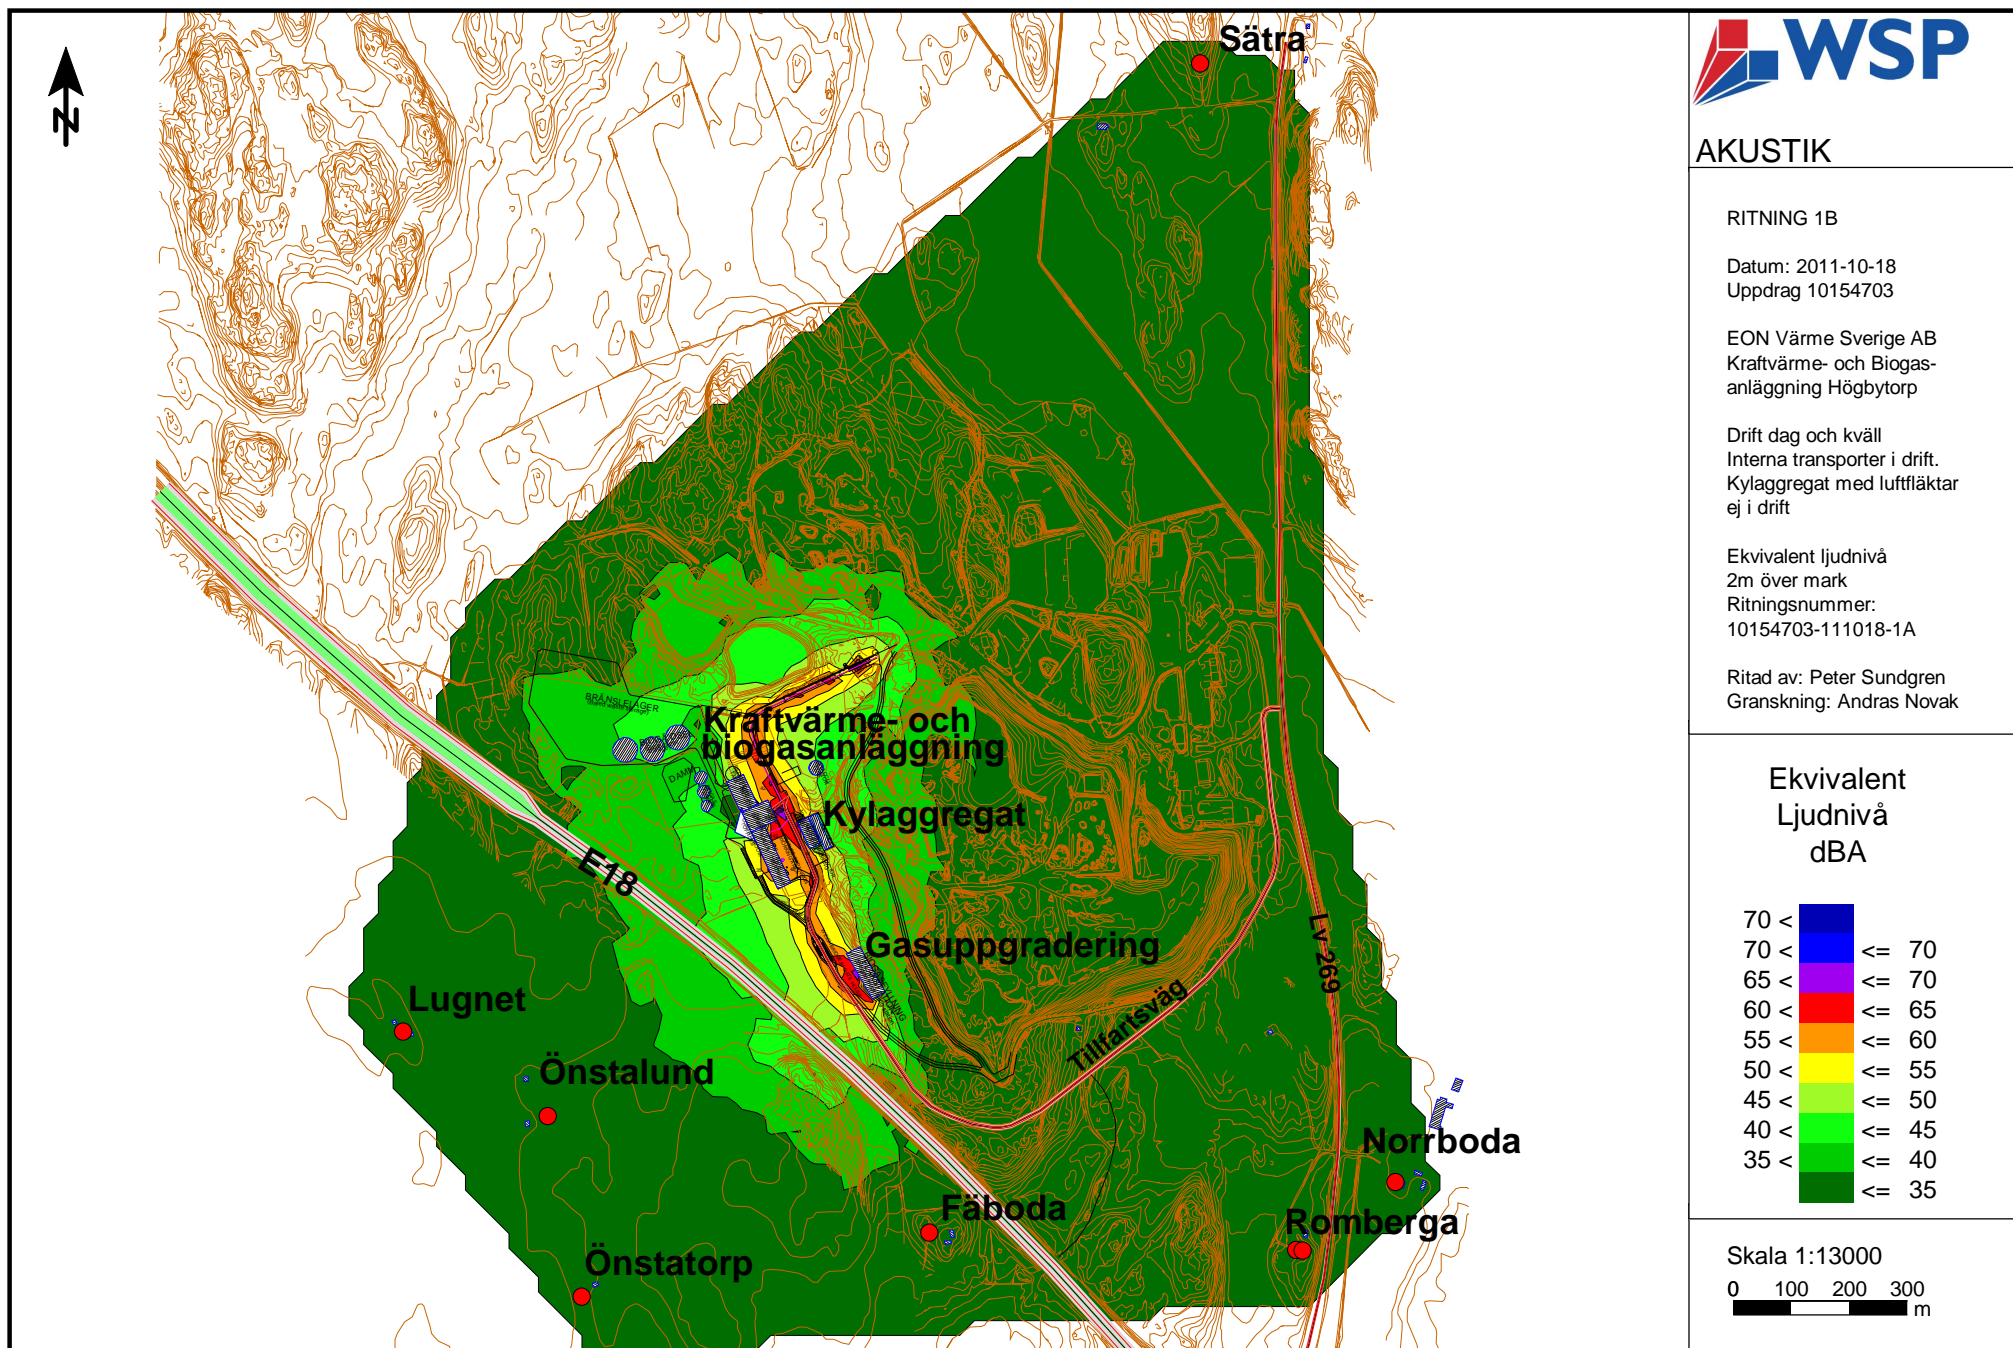 N
Sätra
BRÄNSLELAGER
Kraftvärme- och
biogasanläggning
DAMM
Kylaggregat
E18
Gasuppgradering
Lv 269
Lugnet
Tillfartsväg
Önstalund
Norrboda
Fäboda
Romberga
Önstatorp
WSP
AKUSTIK
RITNING 1B
Datum: 2011-10-18
Uppdrag 10154703
EON Värme Sverige AB
Kraftvärme- och Biogas-
anläggning Högbytorp
Drift dag och kväll
Interna transporter i drift.
Kylaggregat med luftfläktar
ej i drift
Ekvivalent ljudnivå
2m över mark
Ritningsnummer:
10154703-111018-1A
Ritad av: Peter Sundgren
Granskning: Andras Novak
Ekvivalent
Ljudnivå
dBA
70 <
70 < <= 70
65 < <= 70
60 < <= 65
55 < <= 60
50 < <= 55
45 < <= 50
40 < <= 45
35 < <= 40
<= 35
Skala 1:13000
0 100 200 300
m